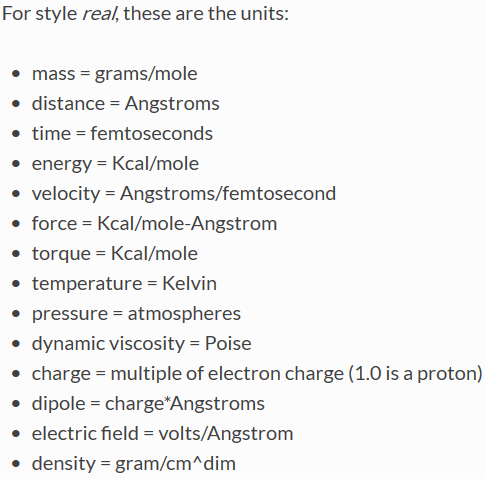 For style real, these are the units:
• mass = grams/mole
• distance = Angstroms
• time = femtoseconds
• energy = Kcal/mole
• velocity = Angstroms/femtosecond
• force = Kcal/mole-Angstrom
• torque = Kcal/mole
• temperature = Kelvin
• pressure = atmospheres
• dynamic viscosity = Poise
• charge = multiple of electron charge (1.0 is a proton)
• dipole = charge*Angstroms
• electric field = volts/Angstrom
• density = gram/cm^dim